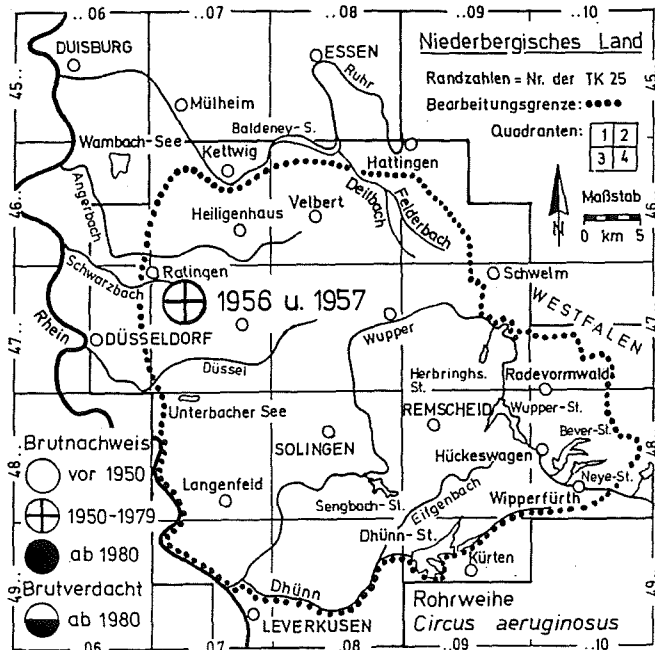 ..06
..07
..08
..09
..10
DUISBURG
ESSEN
Niederbergisches Land
45..
Ruhr
Randzahlen = Nr. der TK 25
..45
Mülheim
Bearbeitungsgrenze:
Baldeney-S.
Quadranten:
1 2
3 4
Wambach-See
Kettwig
Hattingen
Angerbach
Deilbach
Felderbach
Maßstab
0 km 5
46..
..46
Heiligenhaus
Velbert
Schwarzbach
Ratingen
Schwelm
1956 u. 1957
WESTFALEN
Rhein
DÜSSELDORF
Wupper
47..
..47
Düssel
Herbringhs. St.
Radevormwald
Unterbacher See
REMSCHEID
Wupper-St.
Brutnachweis
vor 1950
SOLINGEN
Bever-St.
Hückeswagen
48..
..48
Neye-St.
1950-1979
Langenfeld
Sengbach-St.
Eifgenbach
Wipperfürth
ab 1980
Dhünn-St.
Brutverdacht
ab 1980
Dhünn
Kürten
49..
..49
LEVERKUSEN
Rohrweihe
Circus aeruginosus
..06
..07
..08
..09
..10